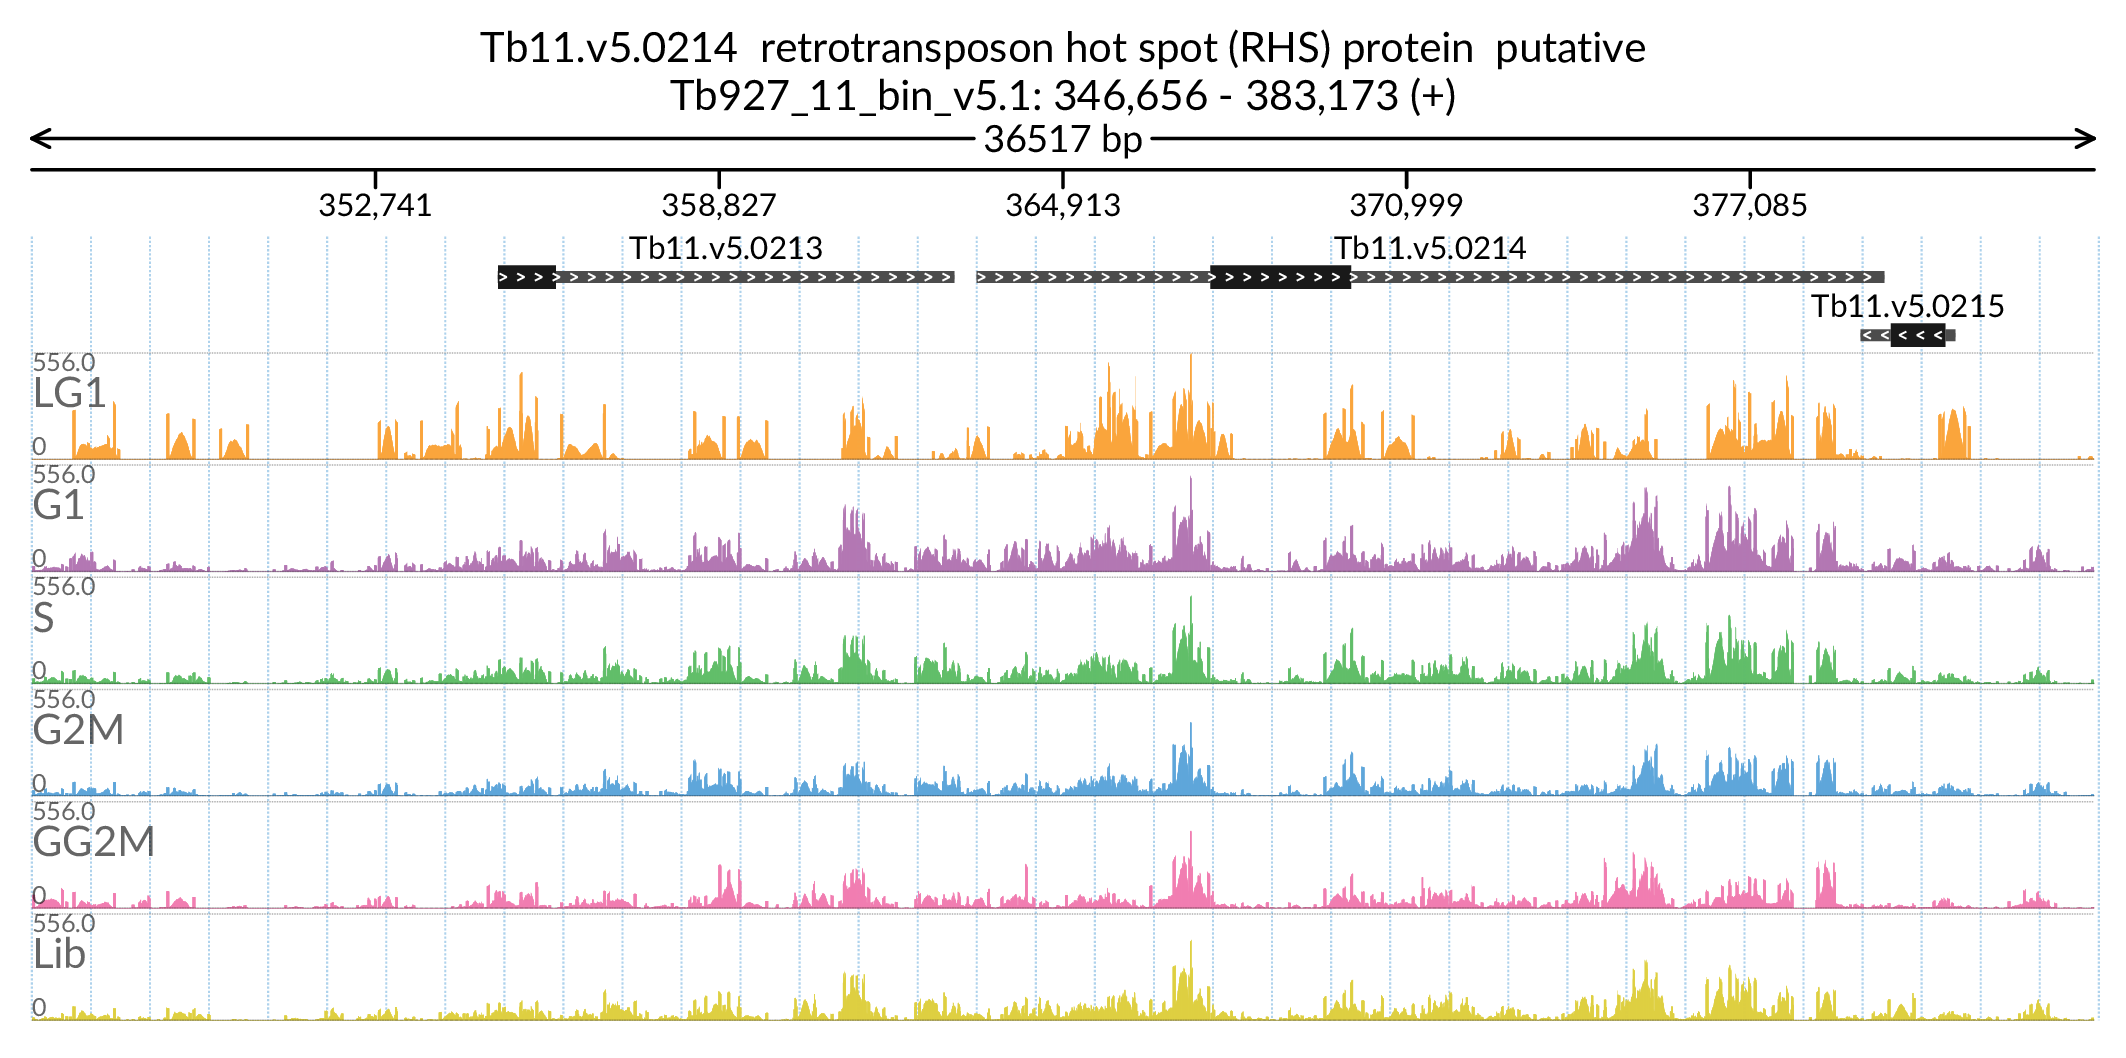 Tb11.v5.0214 retrotransposon hot spot (RHS) protein putative
Tb927_11_bin_v5.1: 346,656 - 383,173 (+)
36517 bp
352,741 358,827 364,913 370,999 377,085
Tb11.v5.0213 Tb11.v5.0214
Tb11.v5.0215
556.0
LG1
0
556.0
G1
0
556.0
S
0
556.0
G2M
0
556.0
GG2M
0
556.0
Lib
0